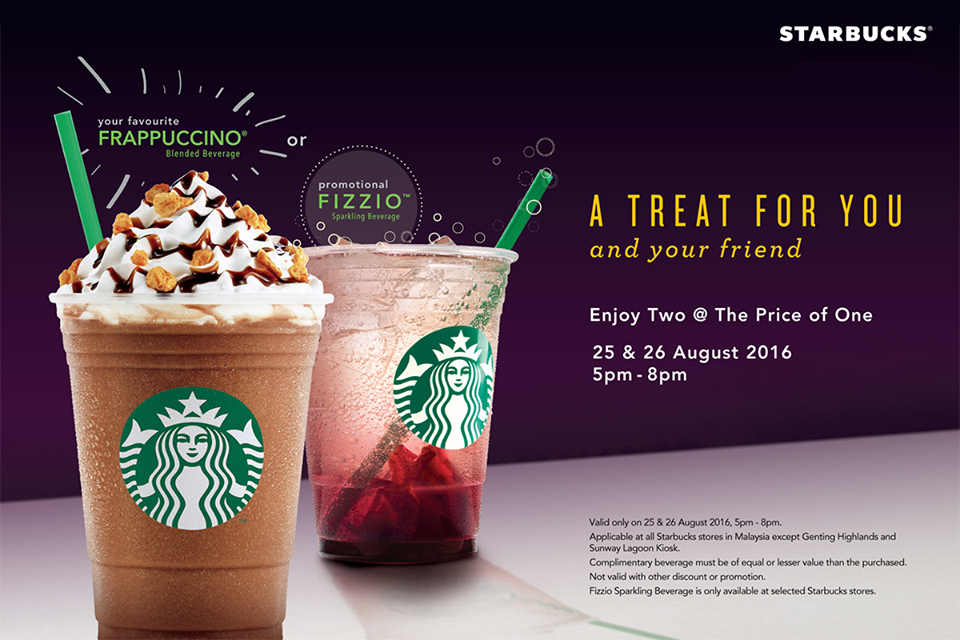 STARBUCKS®
your favourite
FRAPPUCCINO®
Blended Beverage
or
promotional
FIZZIO™
Sparkling Beverage
A TREAT FOR YOU
and your friend
Enjoy Two @ The Price of One
25 & 26 August 2016
5pm - 8pm
Valid only on 25 & 26 August 2016, 5pm - 8pm.
Applicable at all Starbucks stores in Malaysia except Genting Highlands and
Sunway Lagoon Kiosk.
Complimentary beverage must be of equal or lesser value than the purchased.
Not valid with other discount or promotion.
Fizzio Sparkling Beverage is only available at selected Starbucks stores.